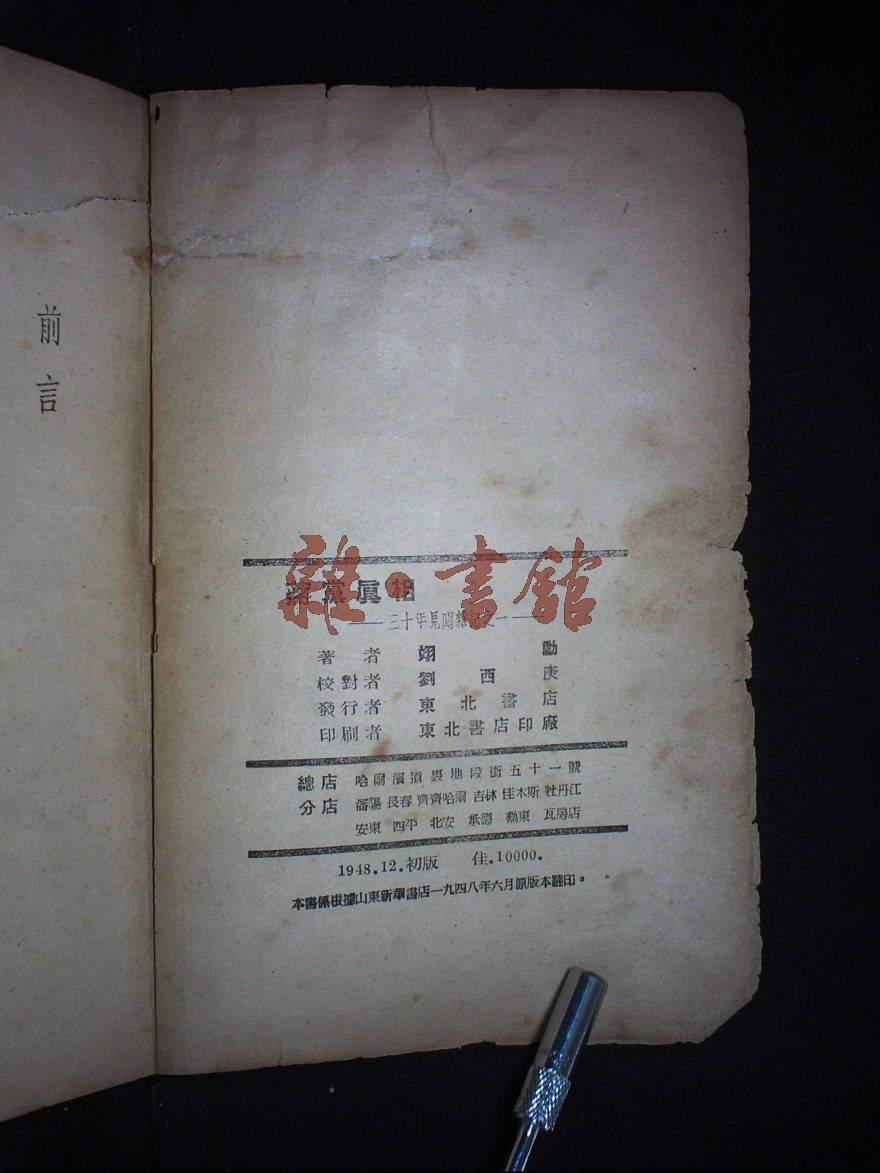 前言
蔣黨眞相
——三十年見聞雜記之一——
著者 翊勳
校對者 劉西庚
發行者 東北書店
印刷者 東北書店印廠
總店 哈爾濱道裏地段街五十一號
分店 瀋陽 長春 齊齊哈爾 吉林 佳木斯 牡丹江
安東 四平 北安 承德 冀東 瓦房店
1948.12.初版 佳.10000.
本書係根據山東新華書店一九四八年六月原版本翻印。
雜·書館